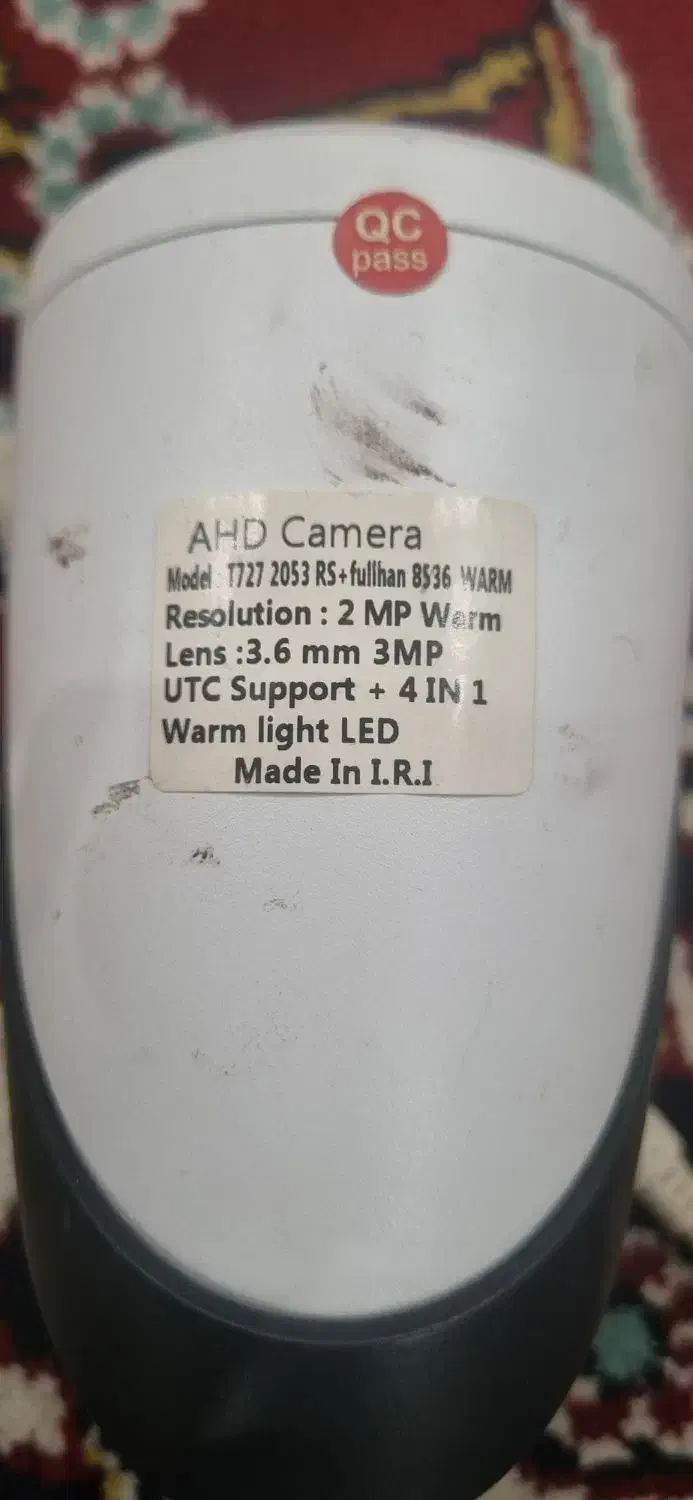 QC
pass
AHD Camera
Model : T727 2053 RS+fullhan 8536 WARM
Resolution : 2 MP Warm
Lens :3.6 mm 3MP
UTC Support + 4 IN 1
Warm light LED
Made In I.R.I